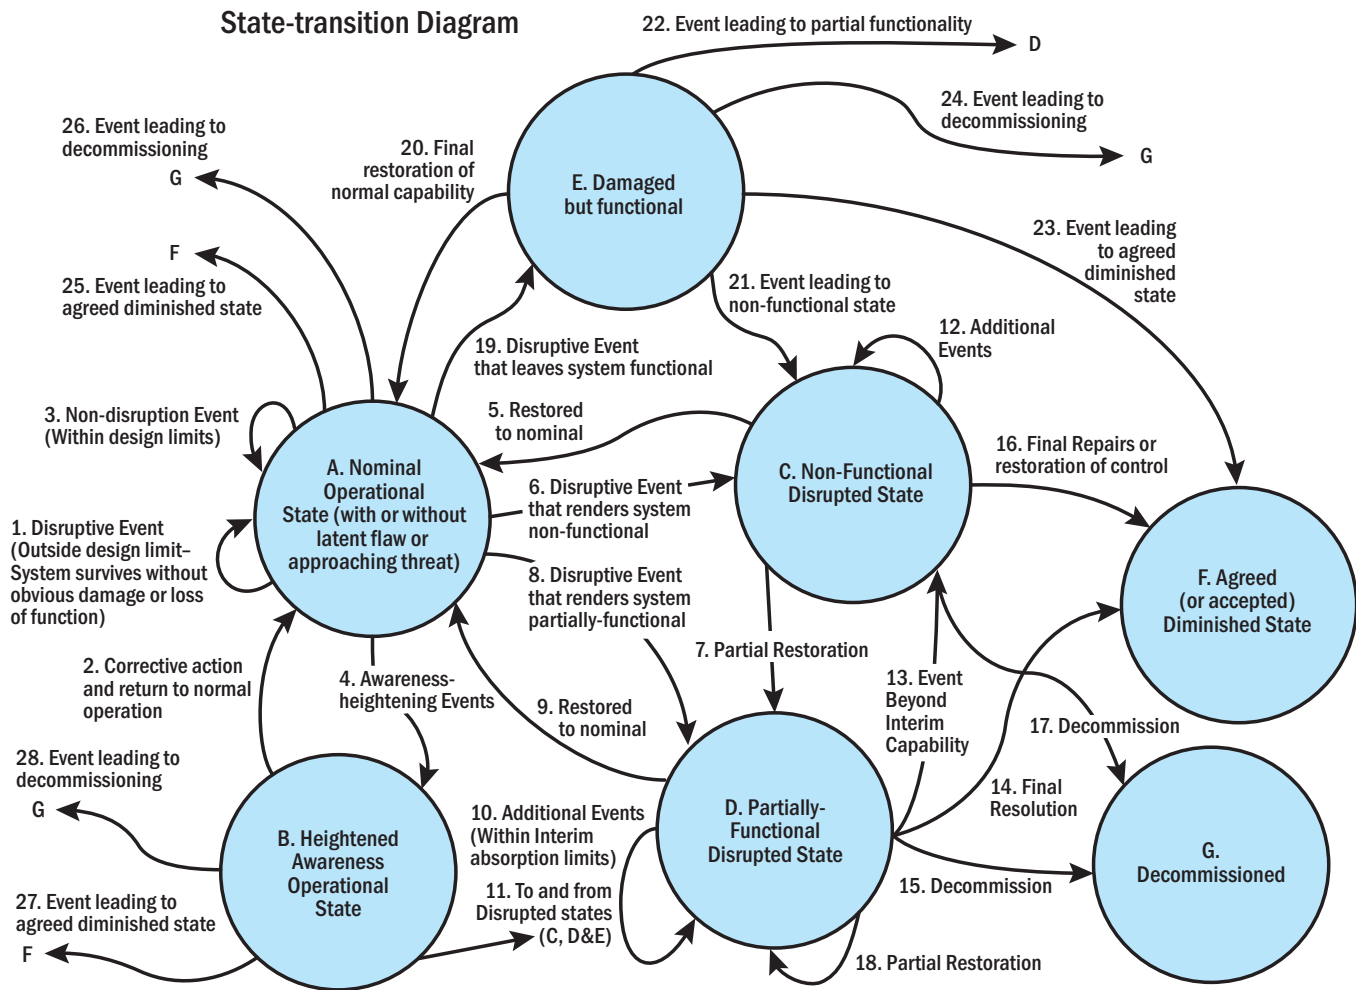 State-transition Diagram
22. Event leading to partial functionality
D
24. Event leading to
decommissioning
G
26. Event leading to
decommissioning
G
20. Final
restoration of
normal capability
E. Damaged
but functional
23. Event leading
to agreed
diminished
state
F
25. Event leading to
agreed diminished state
21. Event leading to
non-functional state
12. Additional
Events
19. Disruptive Event
that leaves system functional
3. Non-disruption Event
(Within design limits)
5. Restored
to nominal
16. Final Repairs or
restoration of control
A. Nominal
Operational
State (with or without
latent flaw or
approaching threat)
C. Non-Functional
Disrupted State
6. Disruptive Event
that renders system
non-functional
1. Disruptive Event
(Outside design limit–
System survives without
obvious damage or loss
of function)
8. Disruptive Event
that renders system
partially-functional
F. Agreed
(or accepted)
Diminished State
2. Corrective action
and return to normal
operation
4. Awareness-
heightening Events
7. Partial Restoration
9. Restored
to nominal
13. Event
Beyond
Interim
Capability
17. Decommission
28. Event leading to
decommissioning
G
14. Final
Resolution
10. Additional Events
(Within Interim
absorption limits)
D. Partially-
Functional
Disrupted State
B. Heightened
Awareness
Operational
State
G.
Decommissioned
15. Decommission
11. To and from
Disrupted states
(C, D&E)
27. Event leading to
agreed diminished state
F
18. Partial Restoration